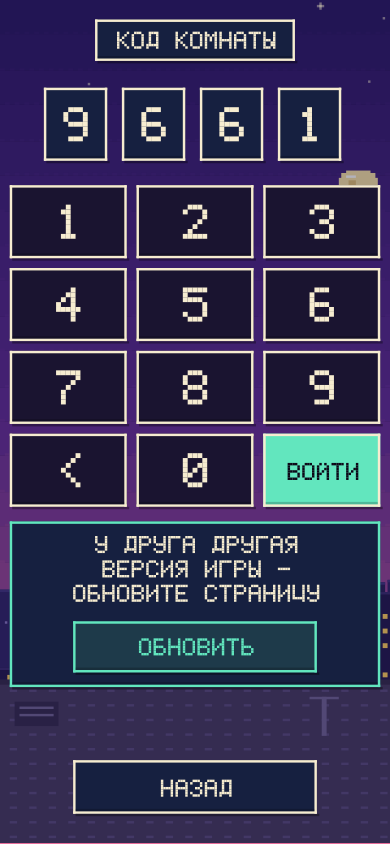 КОД КОМНАТЫ
9 6 6 1
1 2 3
4 5 6
7 8 9
< 0 ВОЙТИ
У ДРУГА ДРУГАЯ
ВЕРСИЯ ИГРЫ –
ОБНОВИТЕ СТРАНИЦУ
ОБНОВИТЬ
НАЗАД